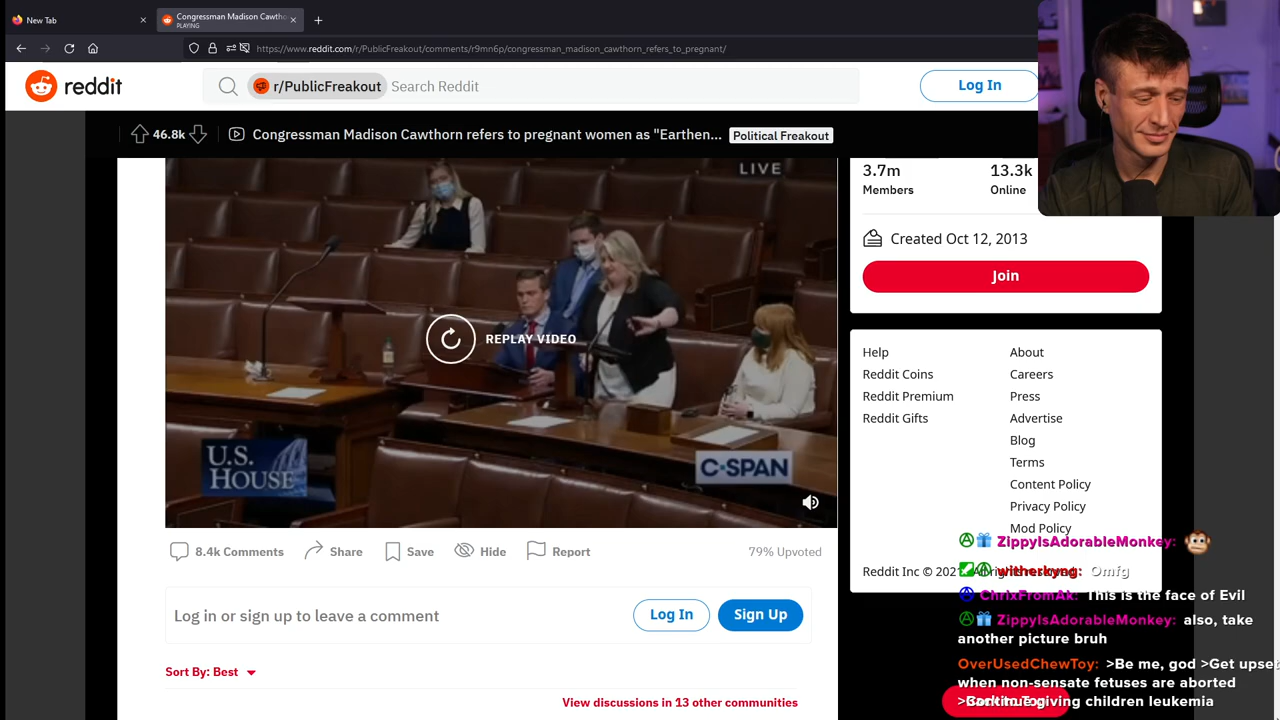 New Tab
Congressman Madison Cawtho
PLAYING
https://www.reddit.com/r/PublicFreakout/comments/r9mn6p/congressman_madison_cawthorn_refers_to_pregnant/
reddit
r/PublicFreakout
Search Reddit
Log In
46.8k
Congressman Madison Cawthorn refers to pregnant women as "Earthen...
Political Freakout
LIVE
REPLAY VIDEO
U.S. HOUSE
C-SPAN
8.4k Comments
Share
Save
Hide
Report
79% Upvoted
Log in or sign up to leave a comment
Log In
Sign Up
Sort By: Best
View discussions in 13 other communities
3.7m
13.3k
Members
Online
Created Oct 12, 2013
Join
Help
About
Reddit Coins
Careers
Reddit Premium
Press
Reddit Gifts
Advertise
Blog
Terms
Content Policy
Privacy Policy
Mod Policy
Reddit Inc © 2021
ZippyIsAdorableMonkey:
witherkyng: Omfg
ChrixFromAk: This is the face of Evil
ZippyIsAdorableMonkey: also, take
another picture bruh
OverUsedChewToy: >Be me, god >Get upset
when non-sensate fetuses are aborted
>Continue giving children leukemia